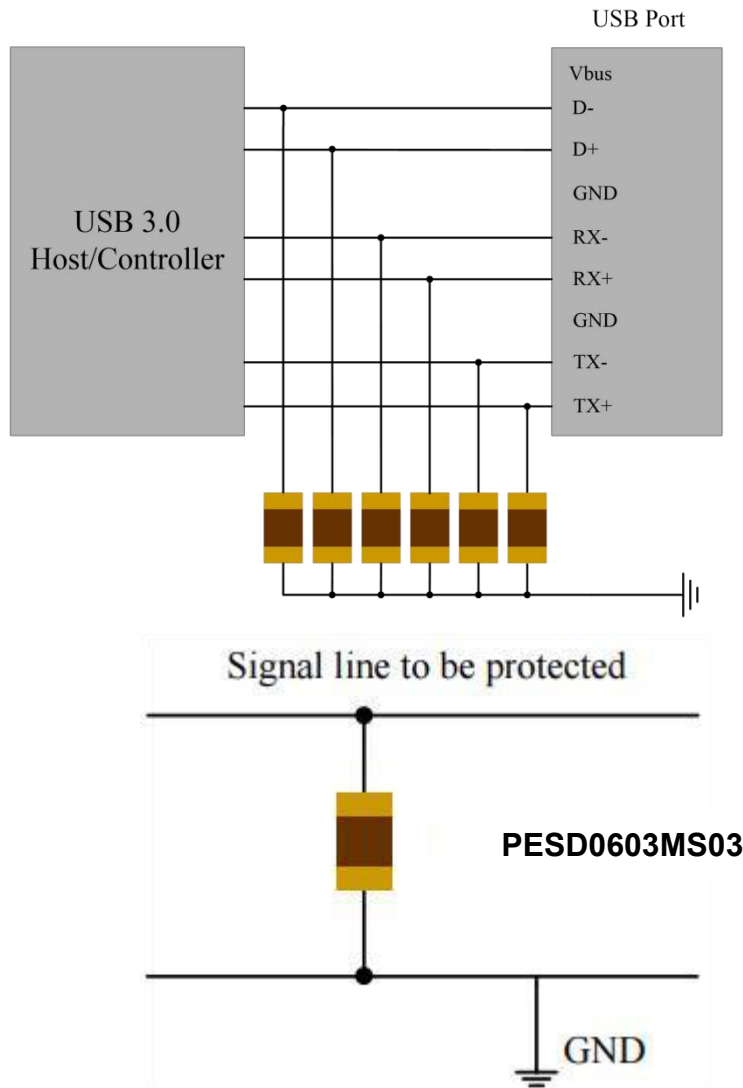 USB Port
USB 3.0
Host/Controller
Vbus
D-
D+
GND
RX-
RX+
GND
TX-
TX+
Signal line to be protected
PESD0603MS03
GND